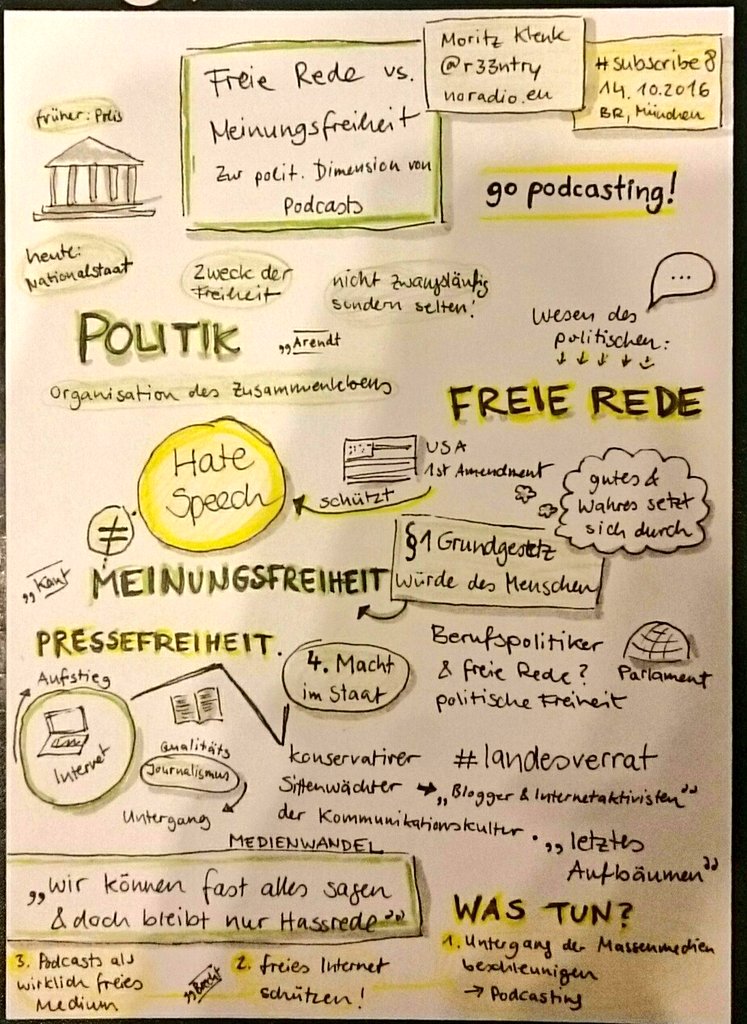 Freie Rede vs.
Meinungsfreiheit
Zur polit. Dimension von
Podcasts
Moritz Klenk
@r33ntry
noradio.eu
#subscribe8
14.10.2016
BR, München
früher: Polis
go podcasting!
heute:
Nationalstaat
Zweck der
Freiheit
nicht zwangsläufig
sondern selten!
...
POLITIK
„Arendt
Wesen des
politischen:
Organisation des Zusammenlebens
FREIE REDE
Hate
Speech
USA
1st Amendment
schützt
gutes &
Wahres setzt
sich durch
≠
§1 Grundgesetz
Würde des Menschen
„Kant
MEINUNGSFREIHEIT
PRESSEFREIHEIT.
4. Macht
im Staat
Berufspolitiker
& freie Rede?
politische Freiheit
Parlament
Aufstieg
Internet
Qualitäts
Journalismus
Untergang
konservativer
Sittenwächter
der Kommunikationskultur
#landesverrat
→ „Blogger & Internetaktivisten"
• „letztes
Aufbäumen"
MEDIENWANDEL
„Wir können fast alles sagen
& doch bleibt nur Hassrede"
WAS TUN?
1. Untergang der Massenmedien
beschleunigen
→ Podcasting
2. freies Internet
schützen!
„Brecht
3. Podcasts als
wirklich freies
Medium